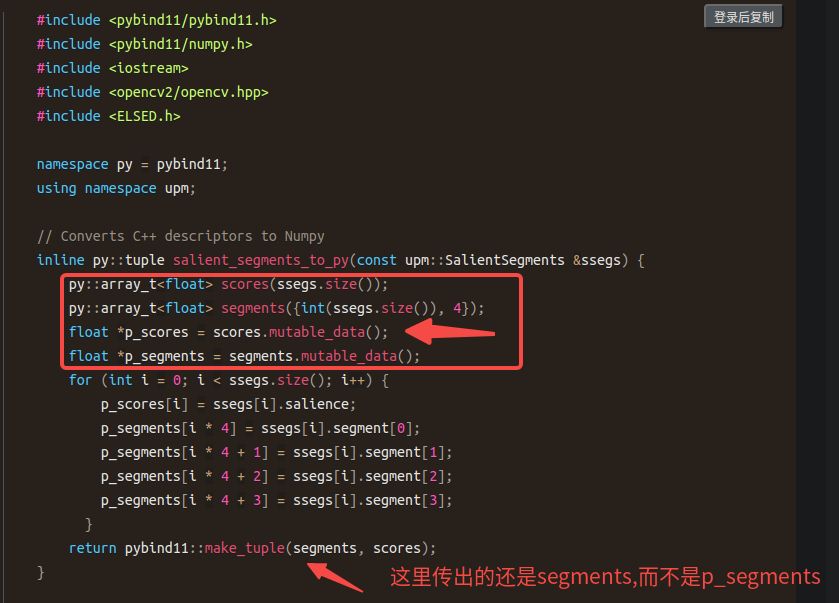 #include <pybind11/pybind11.h>
登录后复制
#include <pybind11/numpy.h>
#include <iostream>
#include <opencv2/opencv.hpp>
#include <ELSED.h>
namespace py = pybind11;
using namespace upm;
// Converts C++ descriptors to Numpy
inline py::tuple salient_segments_to_py(const upm::SalientSegments &ssegs) {
py::array_t<float> scores(ssegs.size());
py::array_t<float> segments({int(ssegs.size()), 4});
float *p_scores = scores.mutable_data();
float *p_segments = segments.mutable_data();
for (int i = 0; i < ssegs.size(); i++) {
p_scores[i] = ssegs[i].salience;
p_segments[i * 4] = ssegs[i].segment[0];
p_segments[i * 4 + 1] = ssegs[i].segment[1];
p_segments[i * 4 + 2] = ssegs[i].segment[2];
p_segments[i * 4 + 3] = ssegs[i].segment[3];
}
return pybind11::make_tuple(segments, scores);
}
这里传出的还是segments,而不是p_segments